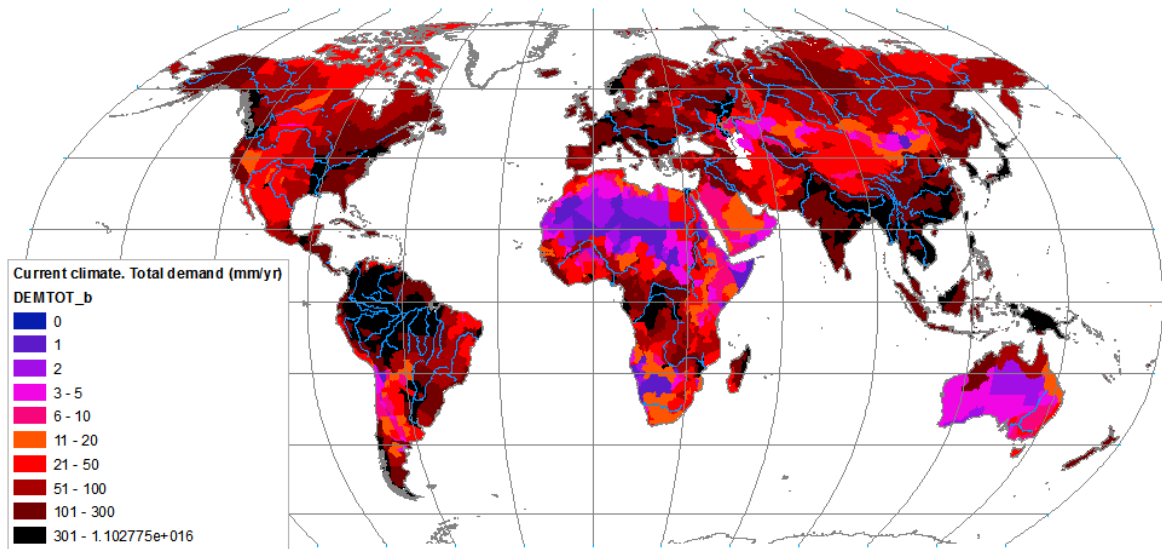 Current climate. Total demand (mm/yr)
DEMTOT_b
0
1
2
3 - 5
6 - 10
11 - 20
21 - 50
51 - 100
101 - 300
301 - 1.102775e+016